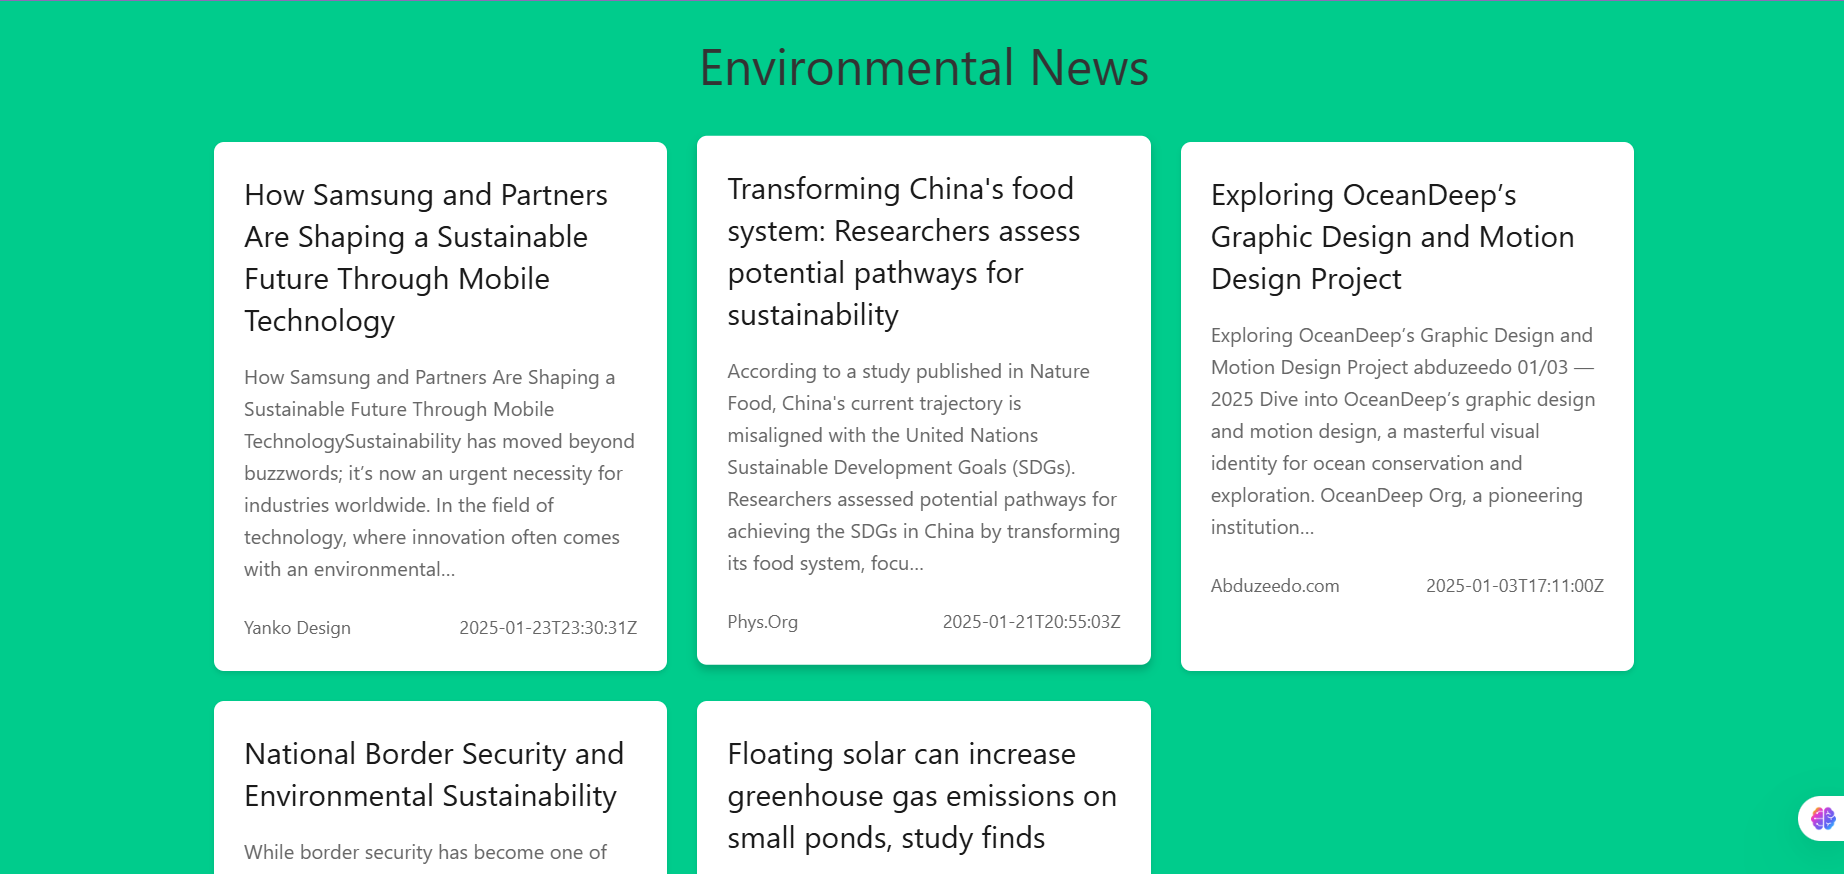 Environmental News
How Samsung and Partners
Are Shaping a Sustainable
Future Through Mobile
Technology
How Samsung and Partners Are Shaping a
Sustainable Future Through Mobile
TechnologySustainability has moved beyond
buzzwords; it’s now an urgent necessity for
industries worldwide. In the field of
technology, where innovation often comes
with an environmental…
Yanko Design 2025-01-23T23:30:31Z
Transforming China's food
system: Researchers assess
potential pathways for
sustainability
According to a study published in Nature
Food, China's current trajectory is
misaligned with the United Nations
Sustainable Development Goals (SDGs).
Researchers assessed potential pathways for
achieving the SDGs in China by transforming
its food system, focu…
Phys.Org 2025-01-21T20:55:03Z
Exploring OceanDeep’s
Graphic Design and Motion
Design Project
Exploring OceanDeep’s Graphic Design and
Motion Design Project abduzeedo 01/03 —
2025 Dive into OceanDeep’s graphic design
and motion design, a masterful visual
identity for ocean conservation and
exploration. OceanDeep Org, a pioneering
institution…
Abduzeedo.com 2025-01-03T17:11:00Z
National Border Security and
Environmental Sustainability
While border security has become one of
Floating solar can increase
greenhouse gas emissions on
small ponds, study finds